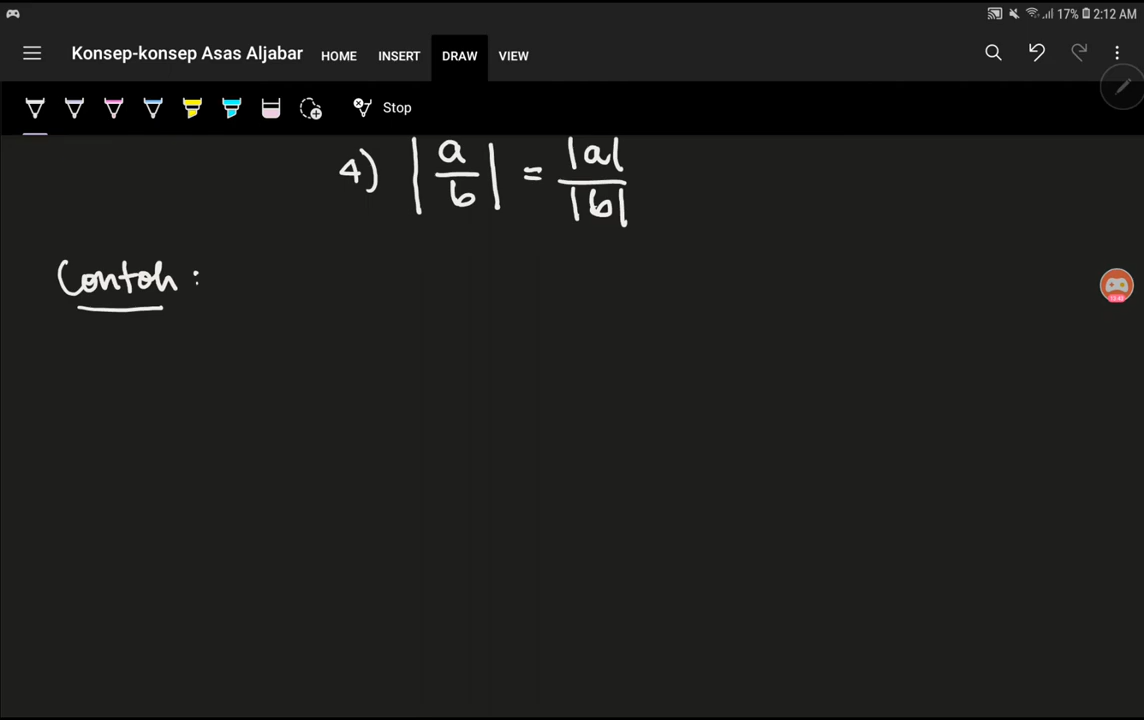 17% 2:12 AM
Konsep-konsep Asas Aljabar HOME INSERT DRAW VIEW
Stop
4) |a/b| = |a|/|b|
Contoh :